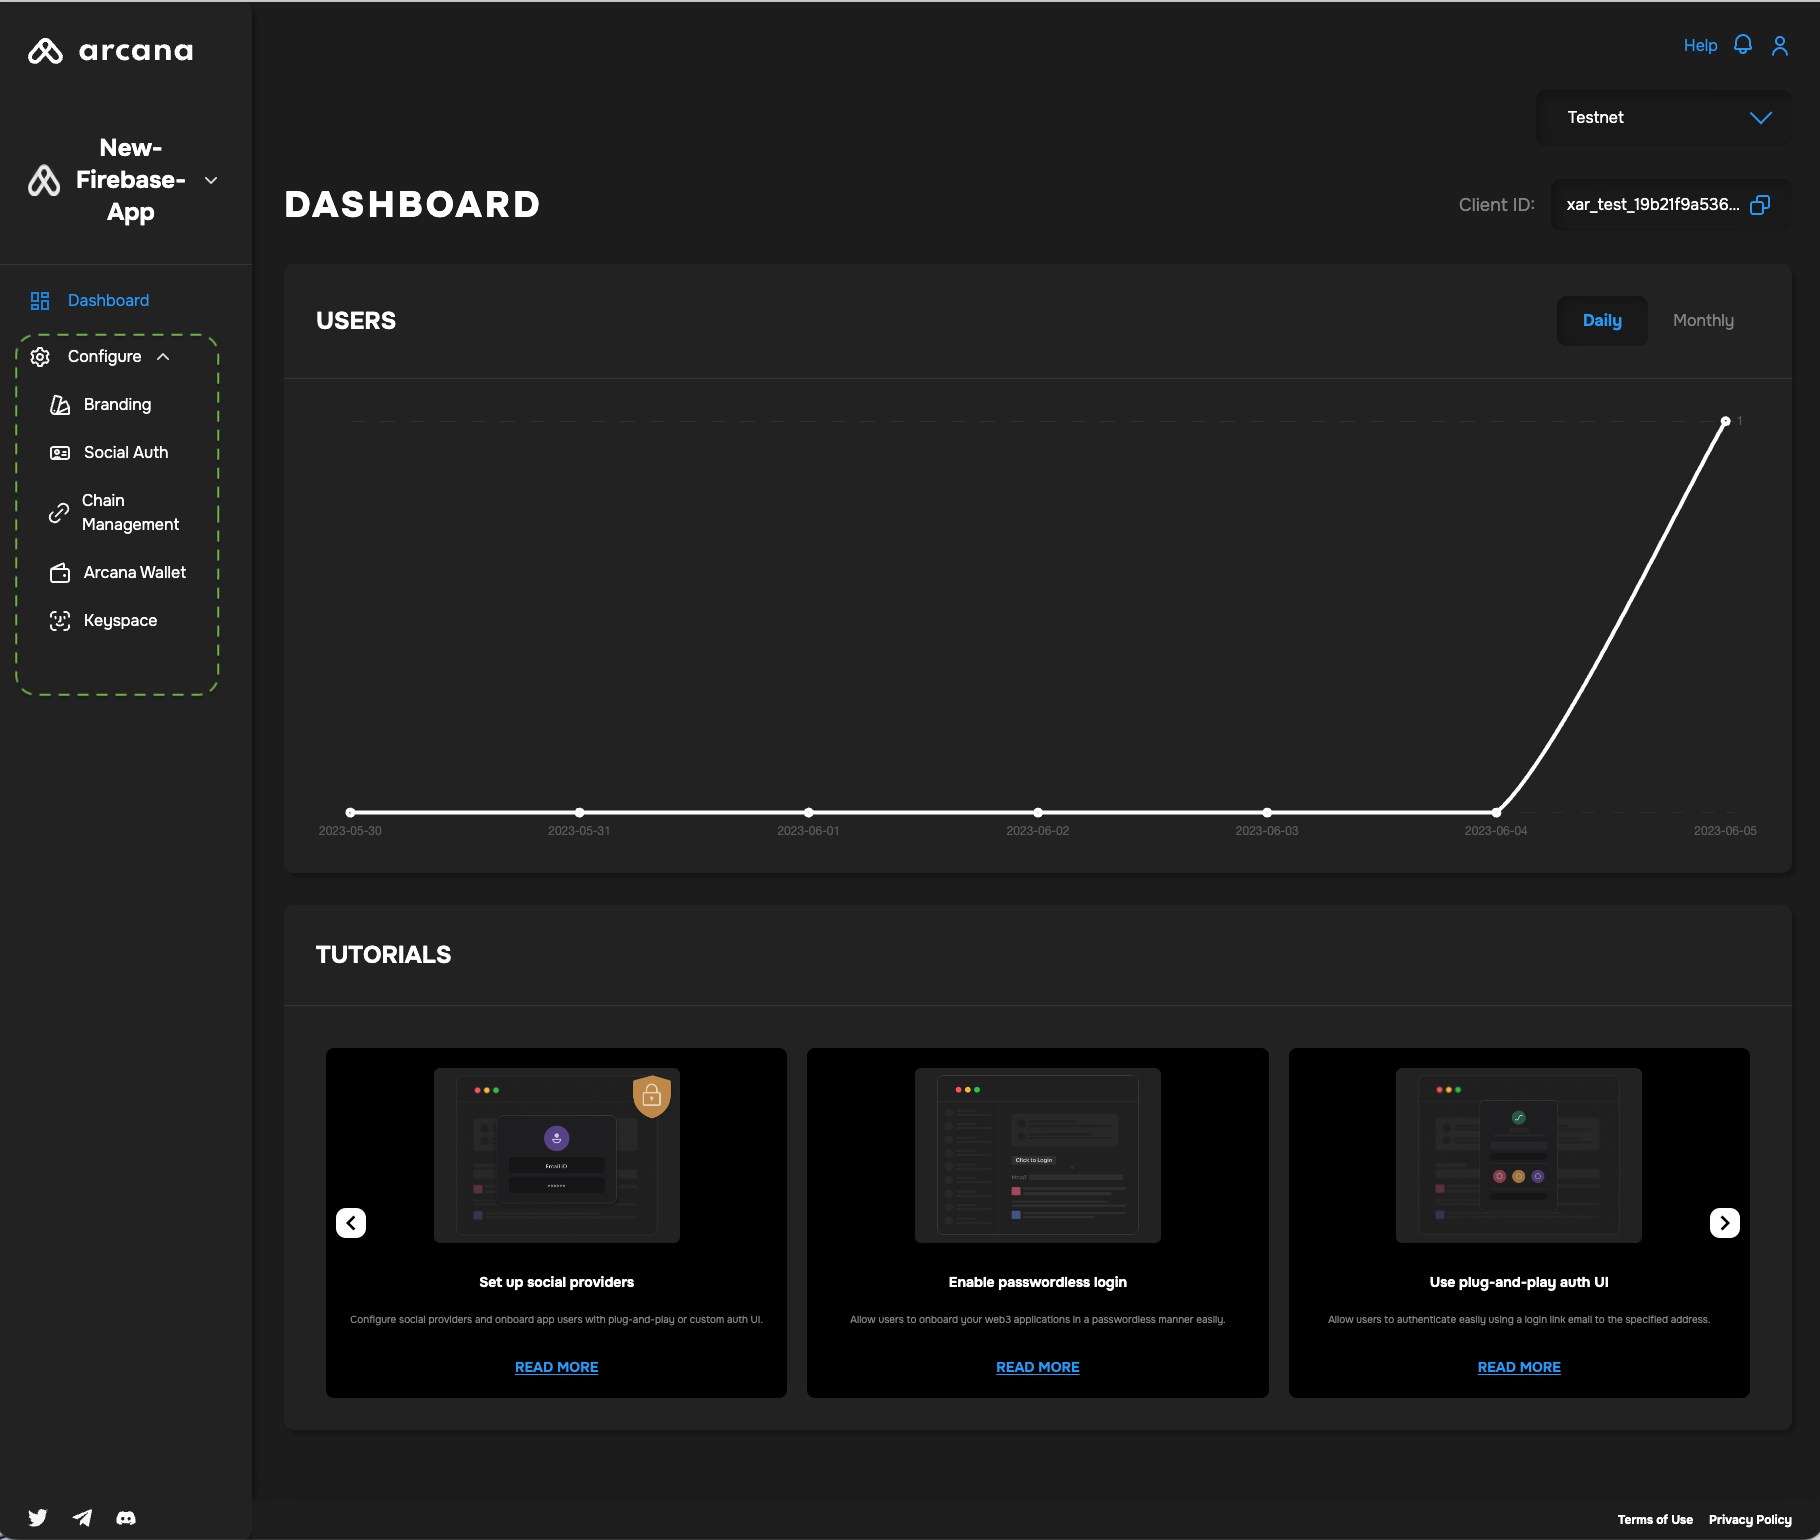 arcana
Help
Testnet
New-
Firebase-
App
DASHBOARD
Client ID:
xar_test_19b21f9a536...
Dashboard
Configure
Branding
Social Auth
Chain
Management
Arcana Wallet
Keyspace
USERS
Daily
Monthly
1
2023-05-30
2023-05-31
2023-06-01
2023-06-02
2023-06-03
2023-06-04
2023-06-05
TUTORIALS
Email ID
Click to Login
Set up social providers
Configure social providers and onboard app users with plug-and-play or custom auth UI.
READ MORE
Enable passwordless login
Allow users to onboard your web3 applications in a passwordless manner easily.
READ MORE
Use plug-and-play auth UI
Allow users to authenticate easily using a login link email to the specified address.
READ MORE
Terms of Use
Privacy Policy